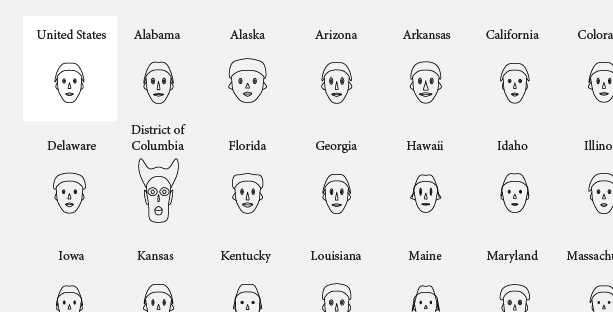 United States Alabama Alaska Arizona Arkansas California Colora
District of
Delaware Columbia Florida Georgia Hawaii Idaho Illino
Iowa Kansas Kentucky Louisiana Maine Maryland Massachu